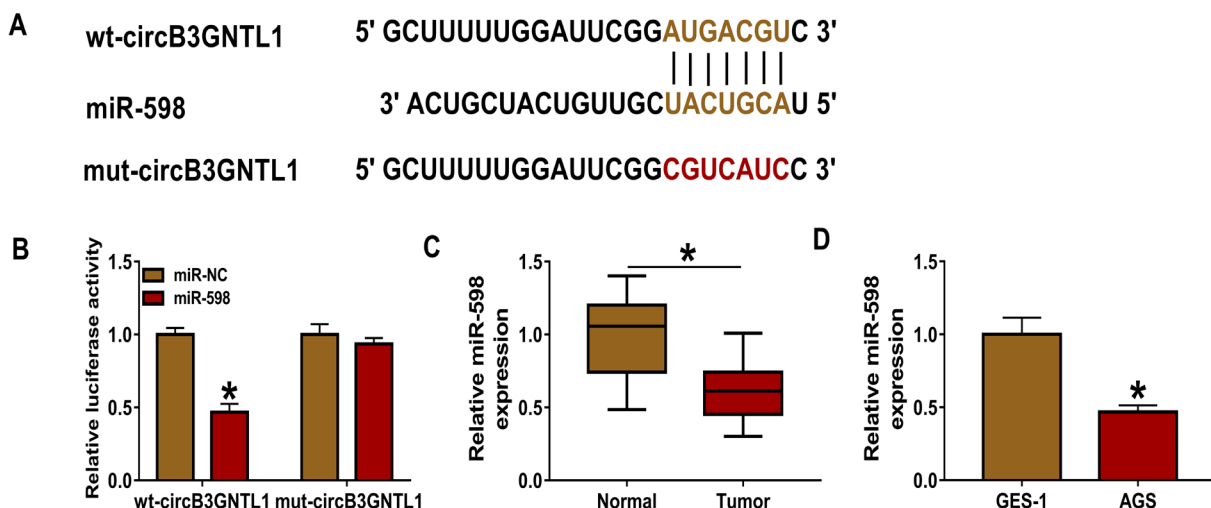 A
wt-circB3GNTL1 5' GCUUUUUGGAUUCGGAUGACGUC 3'
miR-598 3' ACUGCUACUGUUGCUACUGCAU 5'
mut-circB3GNTL1 5' GCUUUUUGGAUUCGGCGUCAUCC 3'
B
Relative luciferase activity
1.5
1.0
0.5
0.0
miR-NC
miR-598
*
wt-circB3GNTL1 mut-circB3GNTL1
C
Relative miR-598
expression
1.5
1.0
0.5
0.0
*
Normal Tumor
D
Relative miR-598
expression
1.5
1.0
0.5
0.0
*
GES-1 AGS